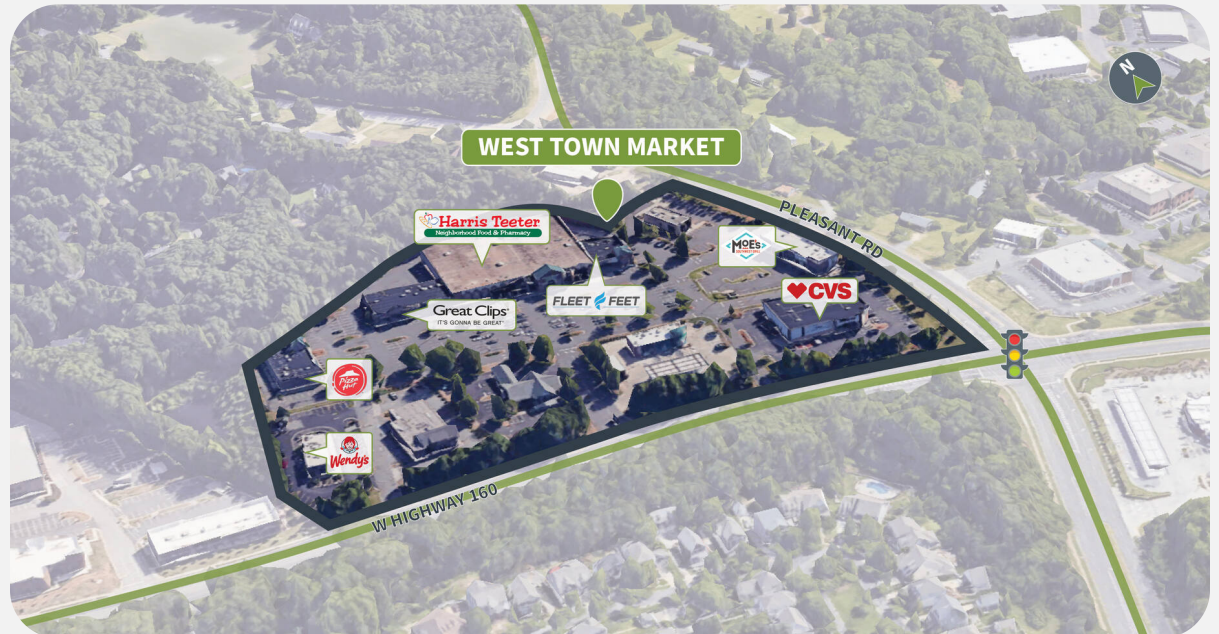 N
WEST TOWN MARKET
PLEASANT RD
Harris Teeter
Neighborhood Food & Pharmacy
MOE's
CVS
FLEET FEET
Great Clips
IT'S GONNA BE GREAT
Pizza
Hut
Wendy's
W HIGHWAY 160